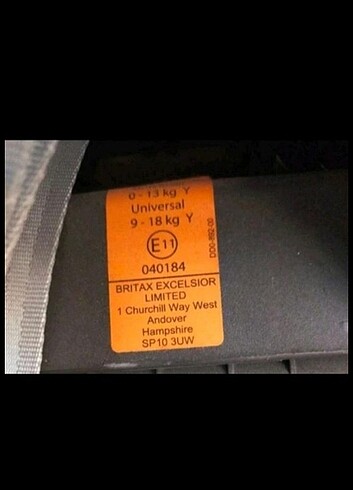 0 - 13 kg Y
Universal
9 - 18 kg Y
E11
040184
BRITAX EXCELSIOR
LIMITED
1 Churchill Way West
Andover
Hampshire
SP10 3UW